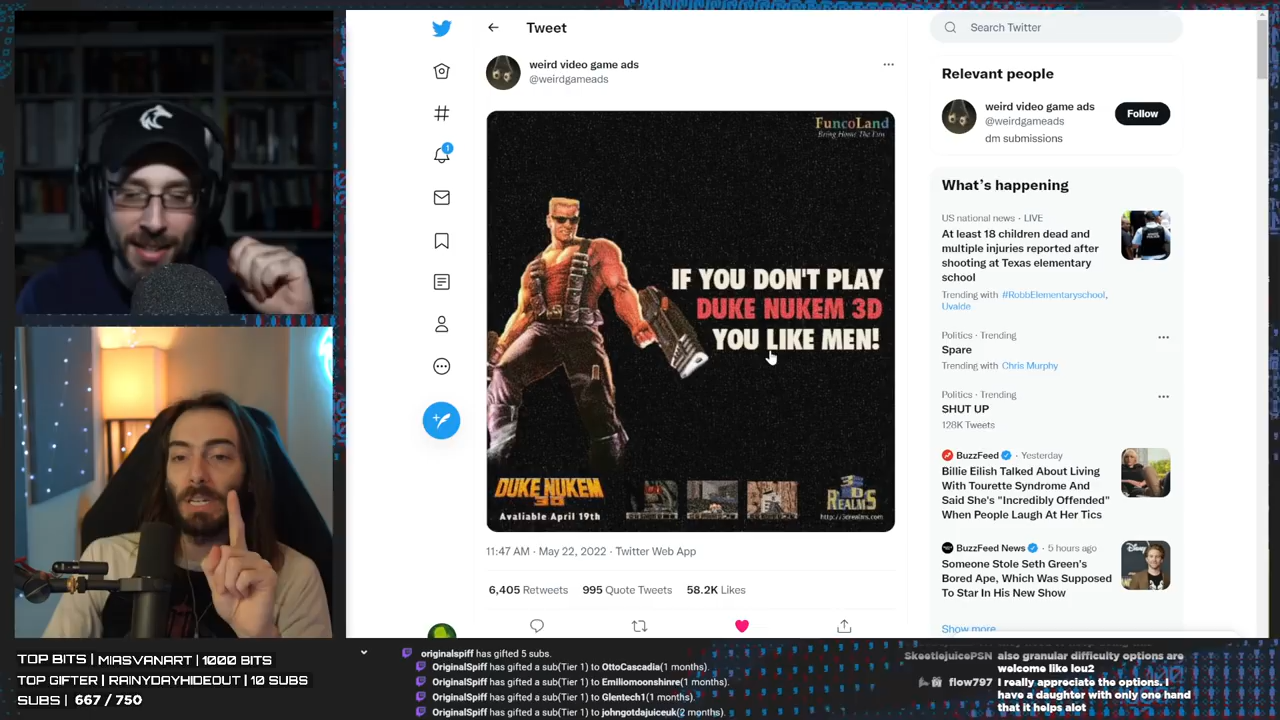 Tweet
weird video game ads
@weirdgameads
FuncoLand
Bring Home The Fun
IF YOU DON'T PLAY
DUKE NUKEM 3D
YOU LIKE MEN!
DUKE NUKEM
3D
Avaliable April 19th
3D
REALMS
http://3drealms.com
11:47 AM · May 22, 2022 · Twitter Web App
6,405 Retweets 995 Quote Tweets 58.2K Likes
1
Search Twitter
Relevant people
weird video game ads
@weirdgameads
Follow
dm submissions
What's happening
US national news · LIVE
At least 18 children dead and
multiple injuries reported after
shooting at Texas elementary
school
Trending with #RobbElementaryschool,
Uvalde
Politics · Trending
Spare
Trending with Chris Murphy
Politics · Trending
SHUT UP
128K Tweets
BuzzFeed · Yesterday
Billie Eilish Talked About Living
With Tourette Syndrome And
Said She's "Incredibly Offended"
When People Laugh At Her Tics
BuzzFeed News · 5 hours ago
Someone Stole Seth Green's
Bored Ape, Which Was Supposed
To Star In His New Show
Disney
Show more
TOP BITS | MIASVANART | 1000 BITS
TOP GIFTER | RAINYDAYHIDEOUT | 10 SUBS
SUBS | 667 / 750
originalspiff has gifted 5 subs.
OriginalSpiff has gifted a sub(Tier 1) to OttoCascadia(1 months).
OriginalSpiff has gifted a sub(Tier 1) to Emiliomoonshinre(1 months).
OriginalSpiff has gifted a sub(Tier 1) to Glentech1(1 months).
OriginalSpiff has gifted a sub(Tier 1) to johngotdajuiceuk(2 months).
SkeetlejuicePSN also granular difficulty options are
welcome like lou2
flow797 I really appreciate the options. I
have a daughter with only one hand
that it helps alot